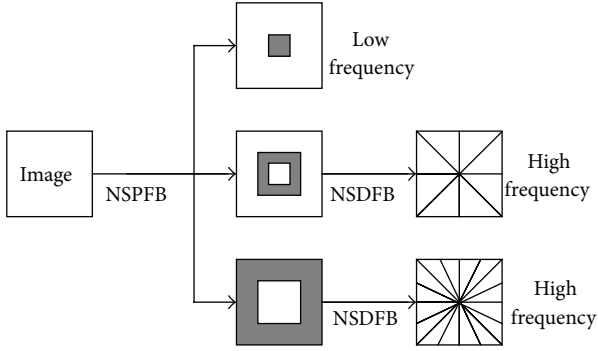 Low
frequency
Image
NSPFB
NSDFB
High
frequency
NSDFB
High
frequency